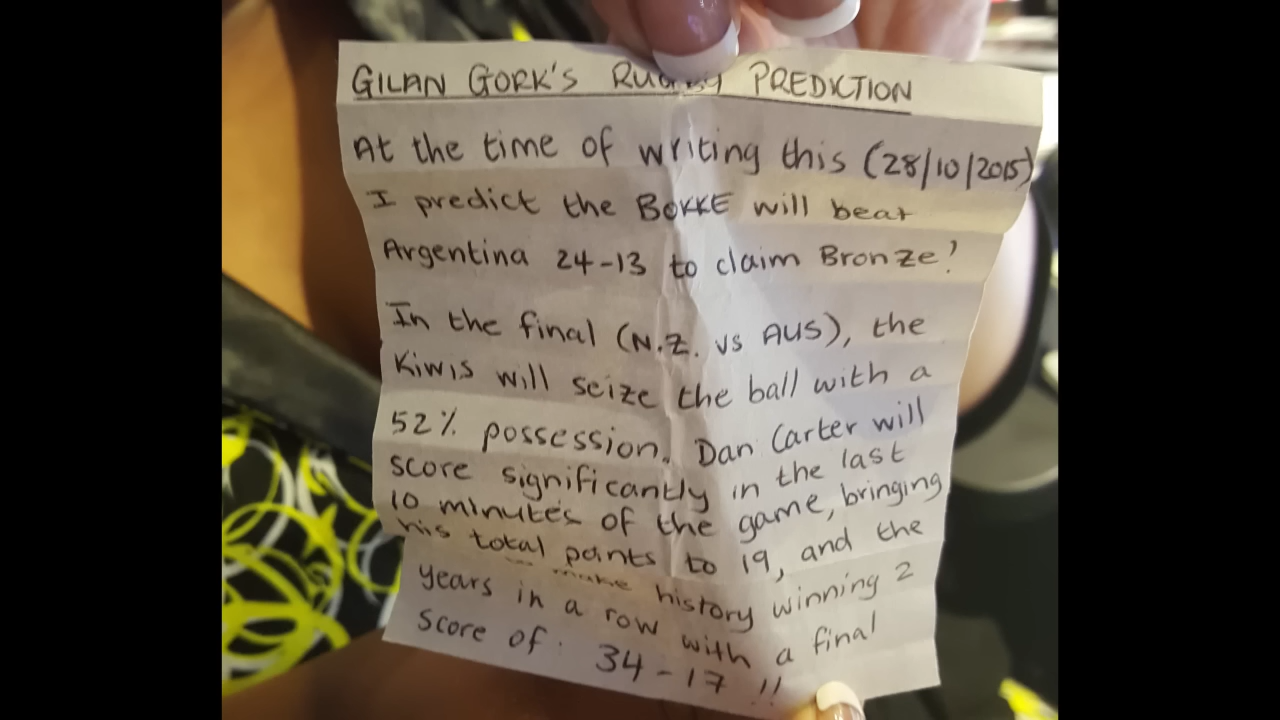 GILAN GORK'S RUGBY PREDICTION
At the time of writing this (28/10/2015)
I predict the BOKKE will beat
Argentina 24-13 to claim Bronze!
In the final (N.Z. vs AUS), the
Kiwis will seize the ball with a
52% possession. Dan Carter will
score significantly in the last
10 minutes of the game, bringing
his total points to 19, and the
make history winning 2
years in a row with a final
score of: 34-17 !!